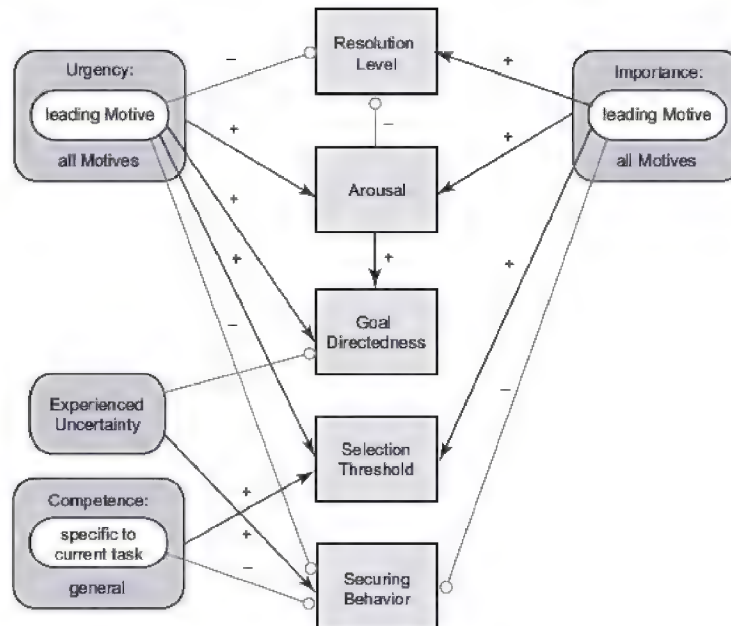 Urgency:
leading Motive
all Motives
Resolution
Level
Importance:
leading Motive
all Motives
Arousal
Goal
Directedness
Experienced
Uncertainty
Selection
Threshold
Competence:
specific to
current task
general
Securing
Behavior
–
+
+
+
–
+
+
+
–
+
–
+
+
–